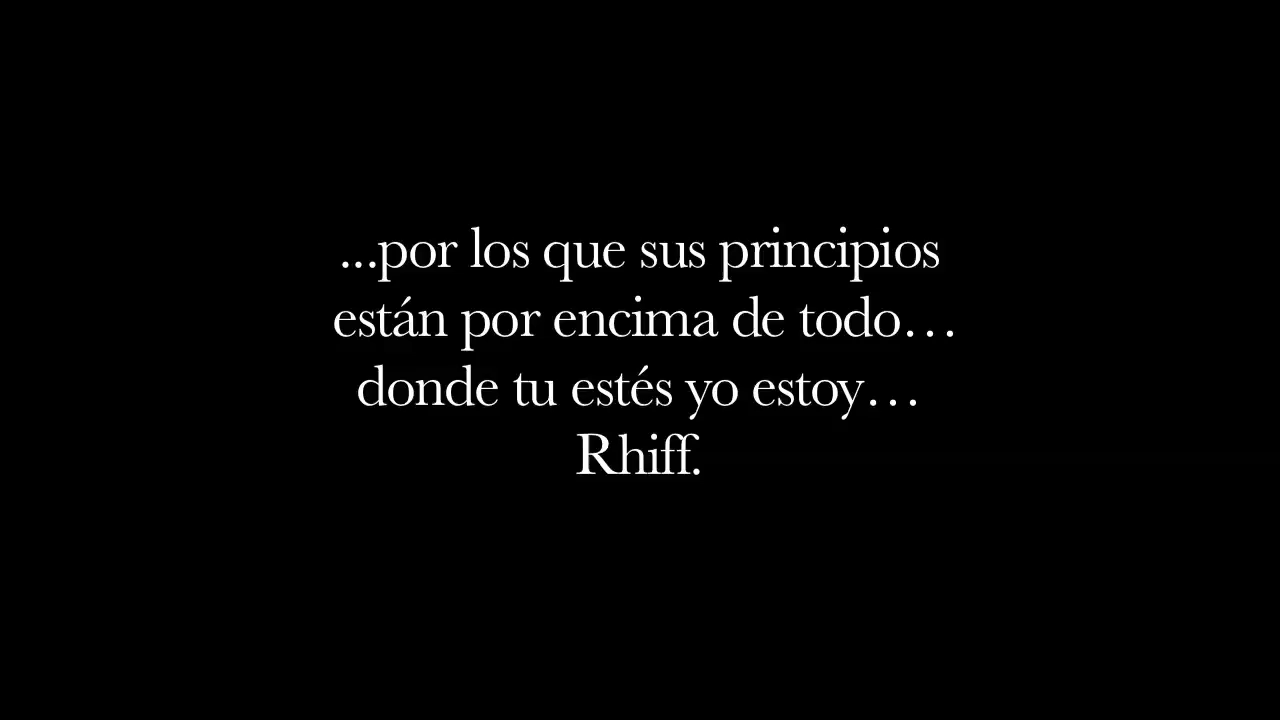 ...por los que sus principios
están por encima de todo…
donde tu estés yo estoy…
Rhiff.